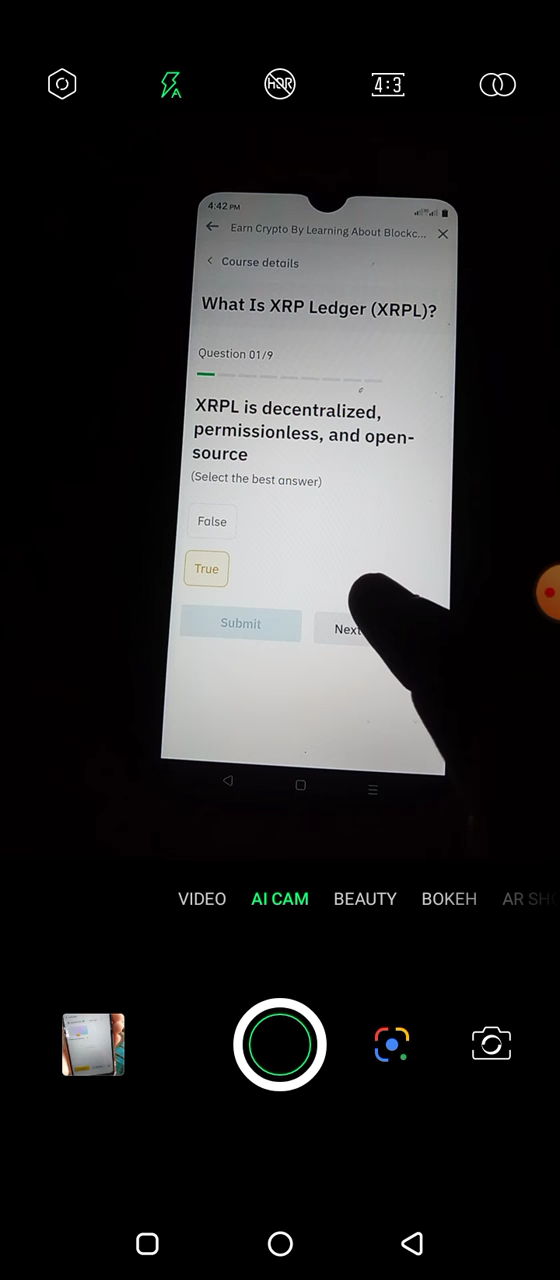 HDR
4:3
4:42 PM
Earn Crypto By Learning About Blockc...
Course details
What Is XRP Ledger (XRPL)?
Question 01/9
XRPL is decentralized,
permissionless, and open-
source
(Select the best answer)
False
True
Submit
Next
VIDEO
AI CAM
BEAUTY
BOKEH
AR SH